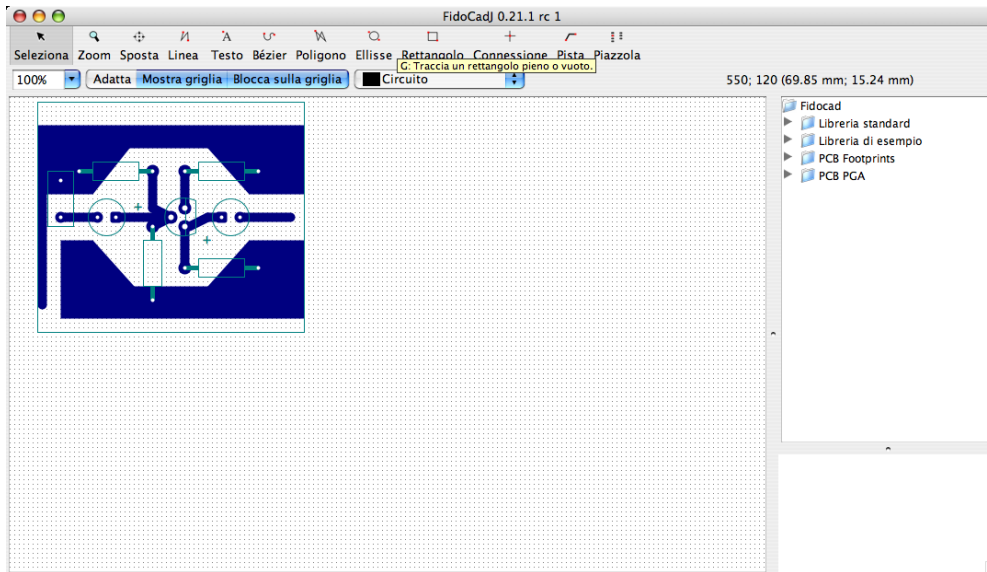 FidoCadJ 0.21.1 rc 1
Seleziona Zoom Sposta Linea Testo Bézier Poligono Ellisse Rettangolo Connessione Pista Piazzola
G: Traccia un rettangolo pieno o vuoto.
100% Adatta Mostra griglia Blocca sulla griglia Circuito 550; 120 (69.85 mm; 15.24 mm)
Fidocad
Libreria standard
Libreria di esempio
PCB Footprints
PCB PGA